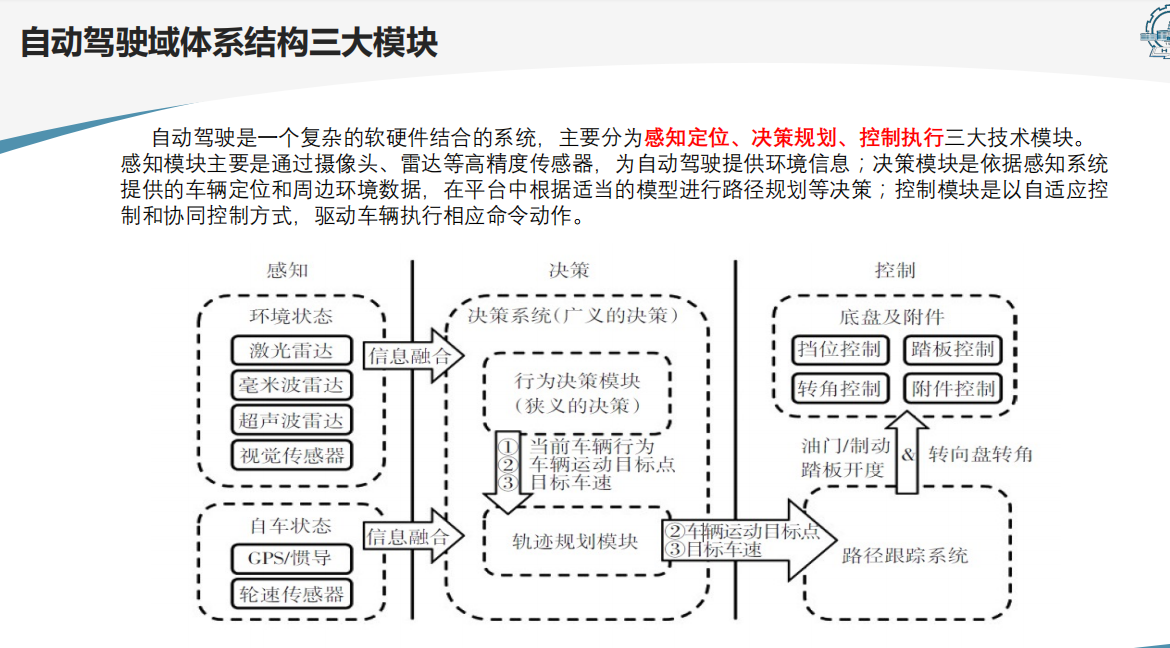 自动驾驶域体系结构三大模块
自动驾驶是一个复杂的软硬件结合的系统，主要分为感知定位、决策规划、控制执行三大技术模块。
感知模块主要是通过摄像头、雷达等高精度传感器，为自动驾驶提供环境信息；决策模块是依据感知系统
提供的车辆定位和周边环境数据，在平台中根据适当的模型进行路径规划等决策；控制模块是以自适应控
制和协同控制方式，驱动车辆执行相应命令动作。
感知
环境状态
激光雷达
毫米波雷达
超声波雷达
视觉传感器
自车状态
GPS/惯导
轮速传感器
信息融合
信息融合
决策
决策系统(广义的决策)
行为决策模块
(狭义的决策)
①当前车辆行为
②车辆运动目标点
③目标车速
轨迹规划模块
②车辆运动目标点
③目标车速
控制
底盘及附件
挡位控制
踏板控制
转角控制
附件控制
油门/制动
踏板开度
&
转向盘转角
路径跟踪系统